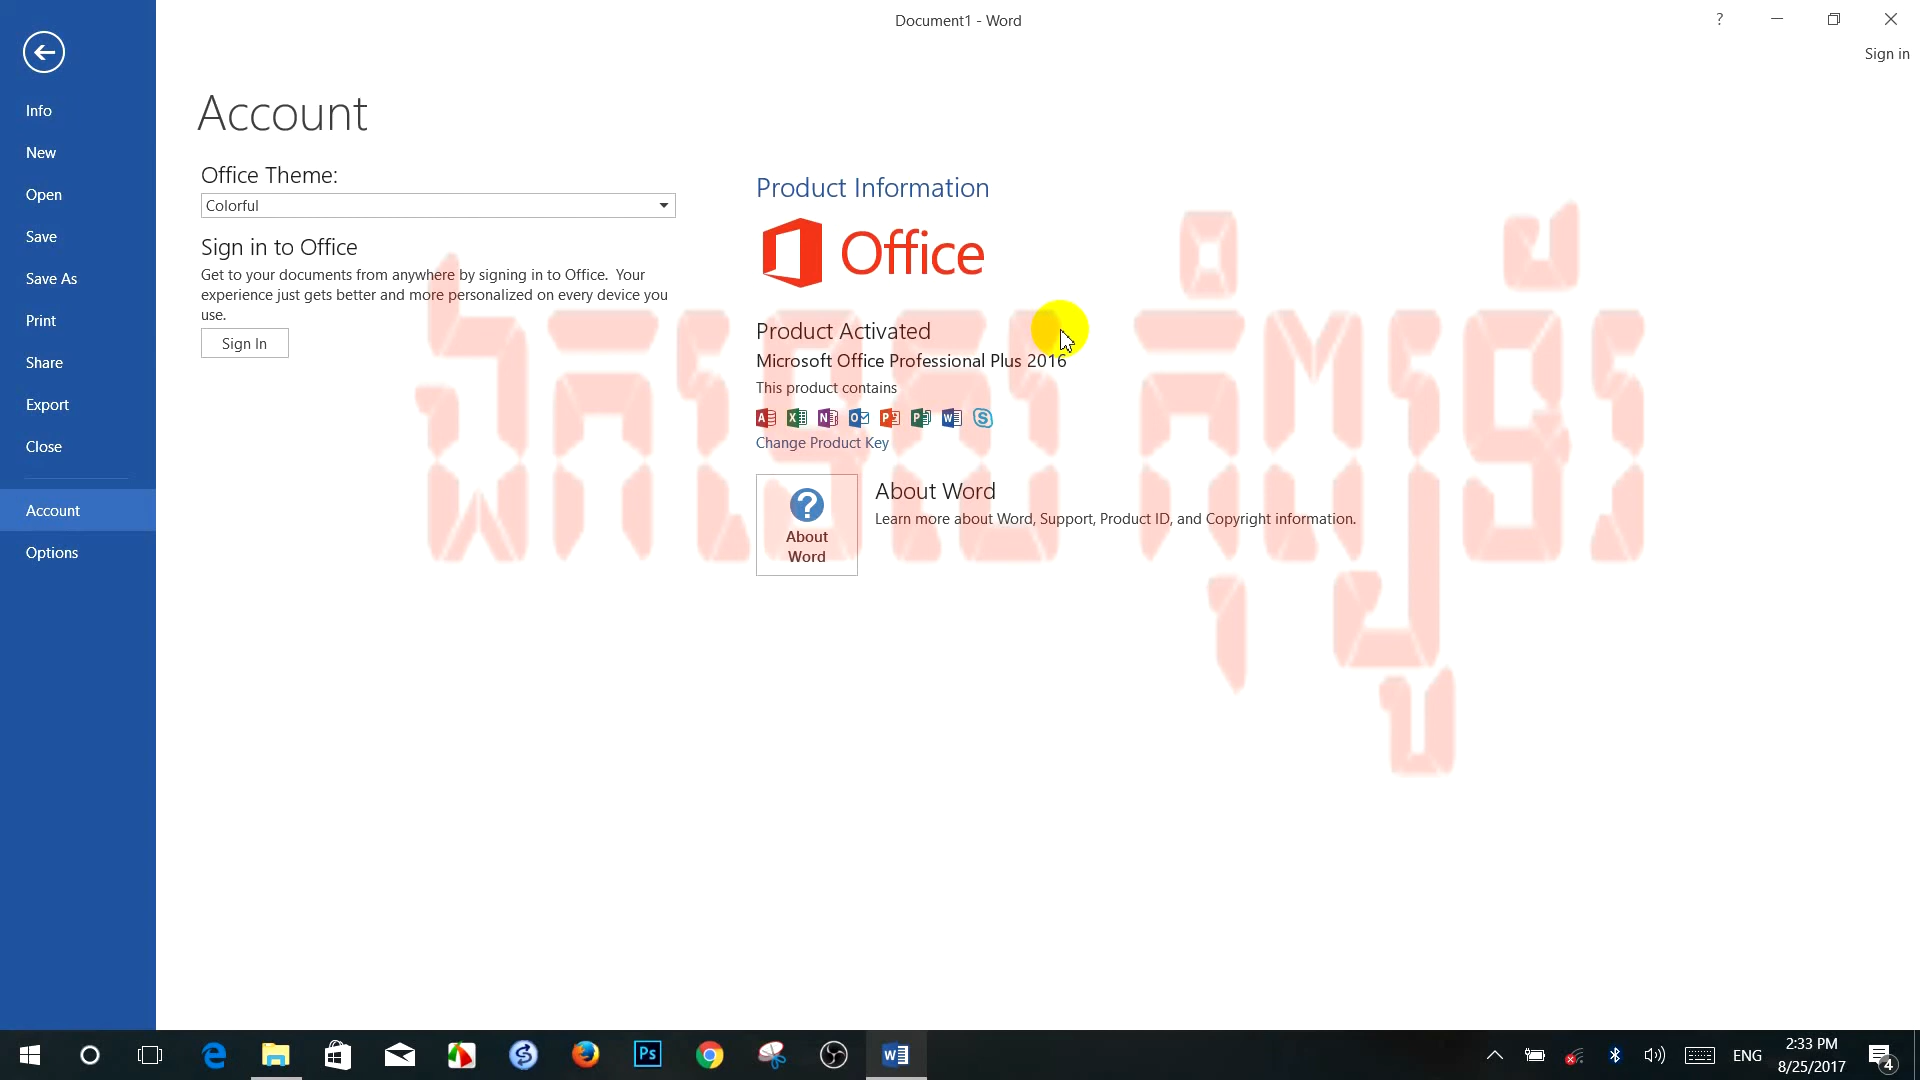 Document1 - Word
?
Sign in
Info
New
Open
Save
Save As
Print
Share
Export
Close
Account
Options
Account
Office Theme:
Colorful
Sign in to Office
Get to your documents from anywhere by signing in to Office.  Your
experience just gets better and more personalized on every device you
use.
Sign In
Product Information
Office
Product Activated
Microsoft Office Professional Plus 2016
This product contains
Change Product Key
About
Word
About Word
Learn more about Word, Support, Product ID, and Copyright information.
Ps
ENG
2:33 PM
8/25/2017
4